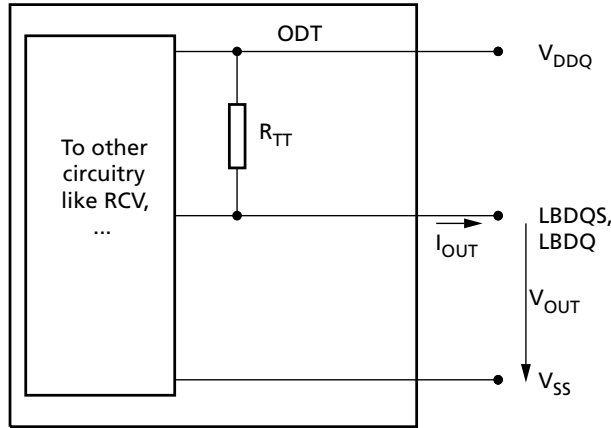 ODT
V_DDQ
R_TT
To other
circuitry
like RCV,
...
LBDQS,
LBDQ
I_OUT
V_OUT
V_SS